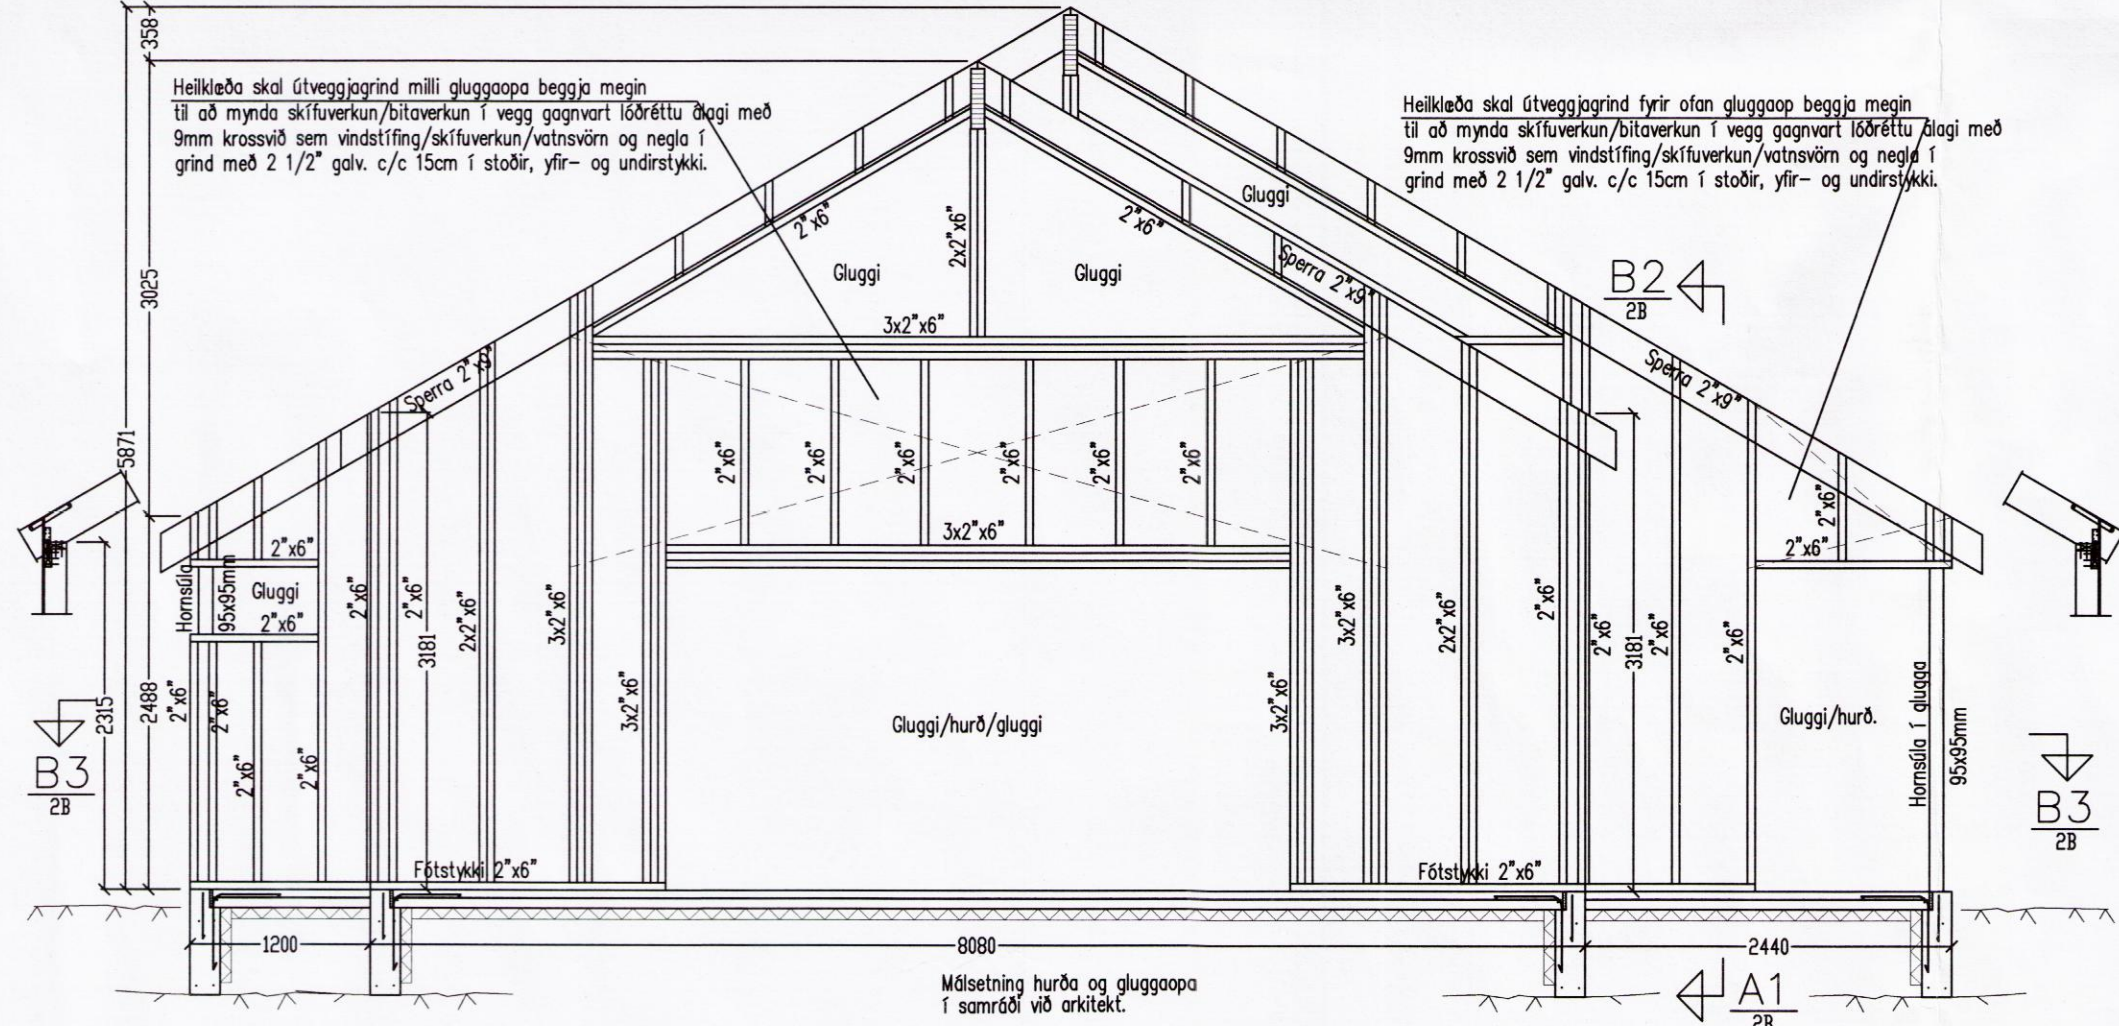 358
Heilklæða skal útveggjagrind milli gluggaopa beggja megin
til að mynda skífuverkun/bitaverkun í vegg gagnvart lóðréttu álagi með
9mm krossvið sem vindstífing/skífuverkun/vatnsvörn og negla í
grind með 2 1/2" galv. c/c 15cm í stoðir, yfir- og undirstykki.
Heilklæða skal útveggjagrind fyrir ofan gluggaop beggja megin
til að mynda skífuverkun/bitaverkun í vegg gagnvart lóðréttu álagi með
9mm krossvið sem vindstífing/skífuverkun/vatnsvörn og negla í
grind með 2 1/2" galv. c/c 15cm í stoðir, yfir- og undirstykki.
Gluggi
2"x6"
2x2"x6"
2"x6"
3025
Gluggi
Gluggi
Sperra 2"x9"
B2
2B
3x2"x6"
Sperra 2"x9"
Sperra 2"x9"
5871
2"x6"
2"x6"
2"x6"
2"x6"
2"x6"
2"x6"
2"x6"
3x2"x6"
2"x6"
2"x6"
Hornsúla
95x95mm
Gluggi
2"x6"
2"x6"
2"x6"
3181
2x2"x6"
3x2"x6"
3x2"x6"
3x2"x6"
3x2"x6"
2x2"x6"
2"x6"
2"x6"
3181
2"x6"
2"x6"
2315
2488
2"x6"
2"x6"
2"x6"
2"x6"
Gluggi/hurð/gluggi
Gluggi/hurð.
Hornsúla í glugga
95x95mm
B3
2B
B3
2B
Fótstykki 2"x6"
Fótstykki 2"x6"
1200
8080
2440
Málsetning hurða og gluggaopa
í samráði við arkitekt.
A1
2B